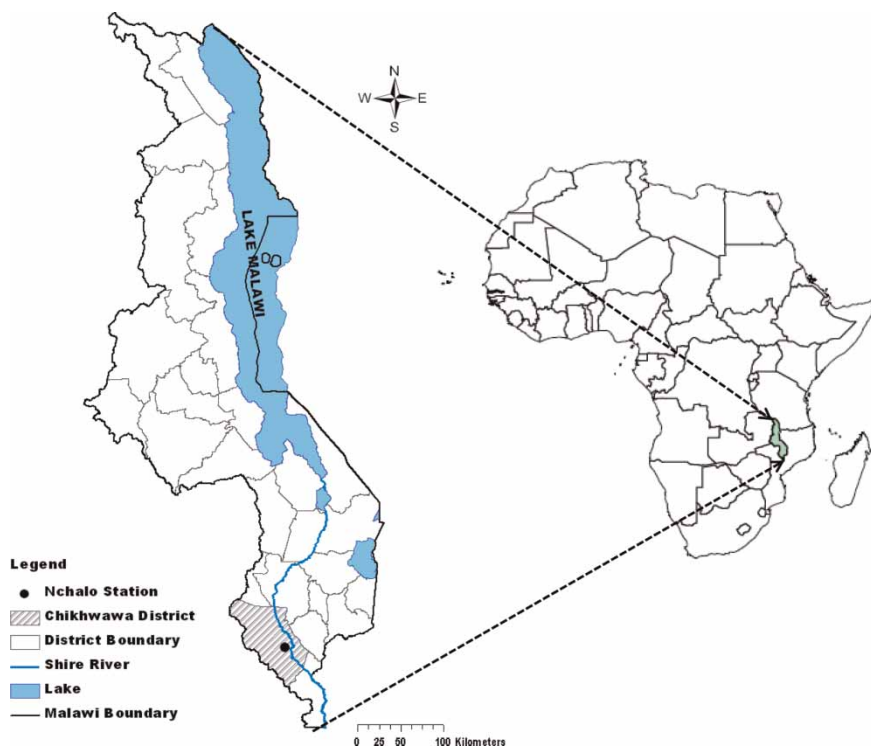 N
W E
S
LAKE MALAWI
Legend
Nchalo Station
Chikhwawa District
District Boundary
Shire River
Lake
Malawi Boundary
0 25 50 100 Kilometers